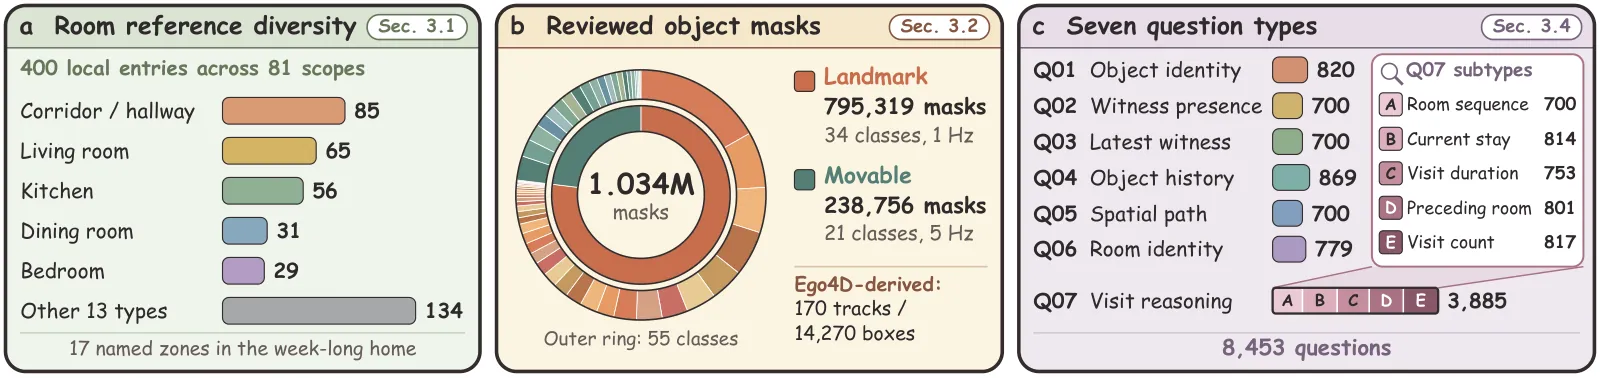 a Room reference diversity Sec. 3.1
400 local entries across 81 scopes
Corridor / hallway 85
Living room 65
Kitchen 56
Dining room 31
Bedroom 29
Other 13 types 134
17 named zones in the week-long home
b Reviewed object masks Sec. 3.2
1.034M
masks
Outer ring: 55 classes
Landmark
795,319 masks
34 classes, 1 Hz
Movable
238,756 masks
21 classes, 5 Hz
Ego4D-derived:
170 tracks /
14,270 boxes
c Seven question types Sec. 3.4
Q01 Object identity 820
Q02 Witness presence 700
Q03 Latest witness 700
Q04 Object history 869
Q05 Spatial path 700
Q06 Room identity 779
Q07 Visit reasoning A B C D E 3,885
Q07 subtypes
A Room sequence 700
B Current stay 814
C Visit duration 753
D Preceding room 801
E Visit count 817
8,453 questions